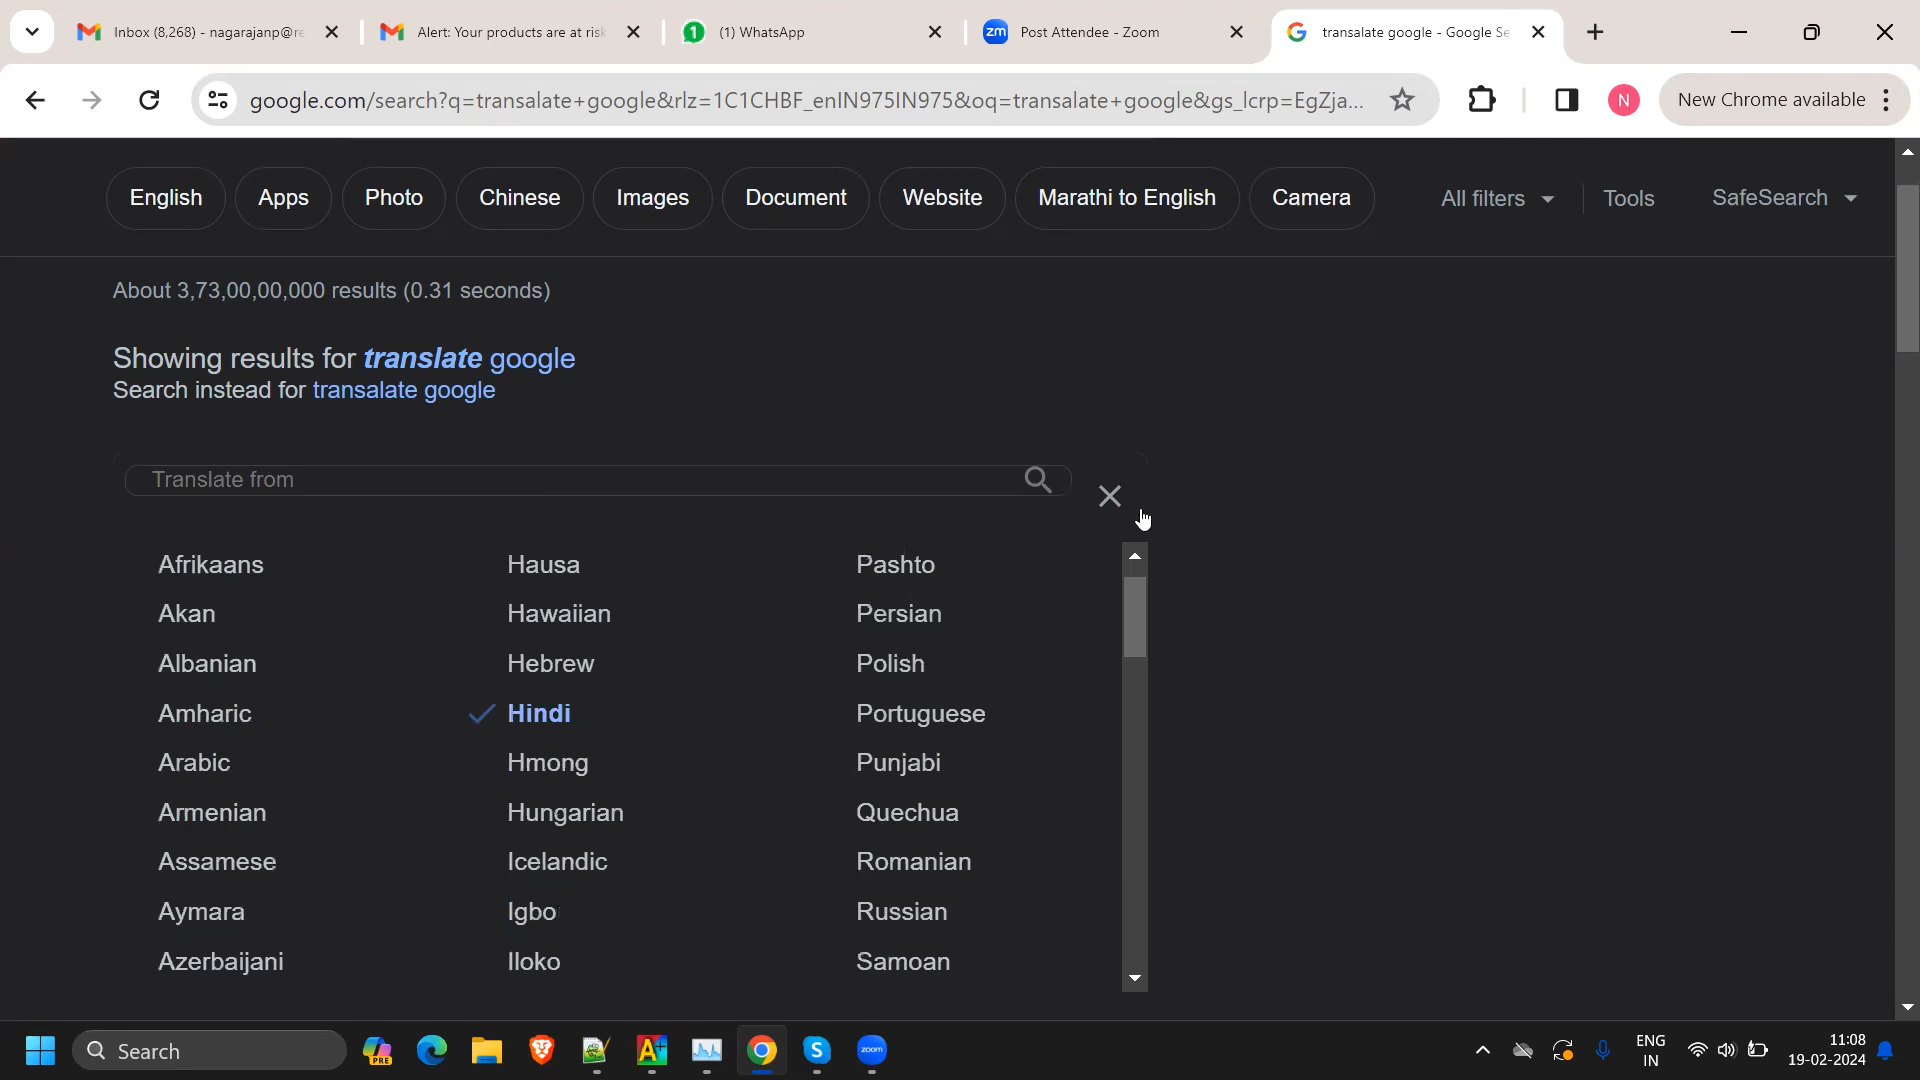 Inbox (8,268) - nagarajanp@re
Alert: Your products are at risk
1
(1) WhatsApp
zm
Post Attendee - Zoom
transalate google - Google Se
google.com/search?q=transalate+google&rlz=1C1CHBF_enIN975IN975&oq=transalate+google&gs_lcrp=EgZja...
N
New Chrome available
English
Apps
Photo
Chinese
Images
Document
Website
Marathi to English
Camera
All filters
Tools
SafeSearch
About 3,73,00,00,000 results (0.31 seconds)
Showing results for translate google
Search instead for transalate google
Translate from
Afrikaans Hausa Pashto
Akan Hawaiian Persian
Albanian Hebrew Polish
Amharic Hindi Portuguese
Arabic Hmong Punjabi
Armenian Hungarian Quechua
Assamese Icelandic Romanian
Aymara Igbo Russian
Azerbaijani Iloko Samoan
Search
PRE
zoom
ENG
IN
11:08
19-02-2024